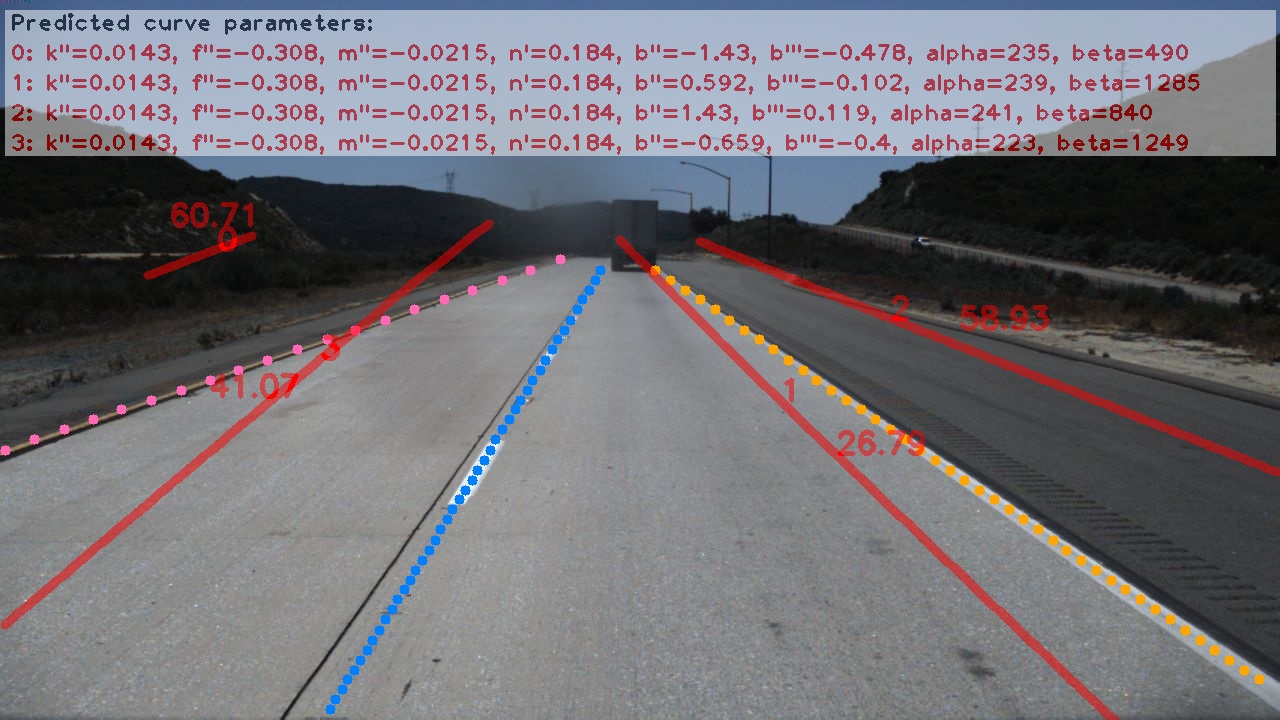 Predicted curve parameters:
0: k"=0.0143, f"=-0.308, m"=-0.0215, n'=0.184, b"=-1.43, b'''=-0.478, alpha=235, beta=490
1: k"=0.0143, f"=-0.308, m"=-0.0215, n'=0.184, b"=0.592, b'''=-0.102, alpha=239, beta=1285
2: k"=0.0143, f"=-0.308, m"=-0.0215, n'=0.184, b"=1.43, b'''=0.119, alpha=241, beta=840
3: k"=0.0143, f"=-0.308, m"=-0.0215, n'=0.184, b"=-0.659, b'''=-0.4, alpha=223, beta=1249
60.71
0
2
58.93
3
41.07
1
26.79